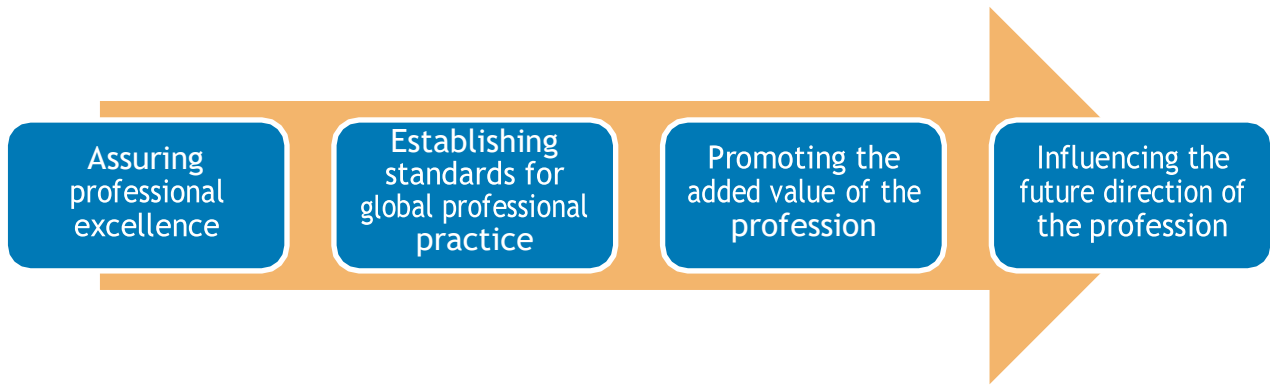 Assuring
professional
excellence
Establishing
standards for
global professional
practice
Promoting the
added value of the
profession
Influencing the
future direction of
the profession